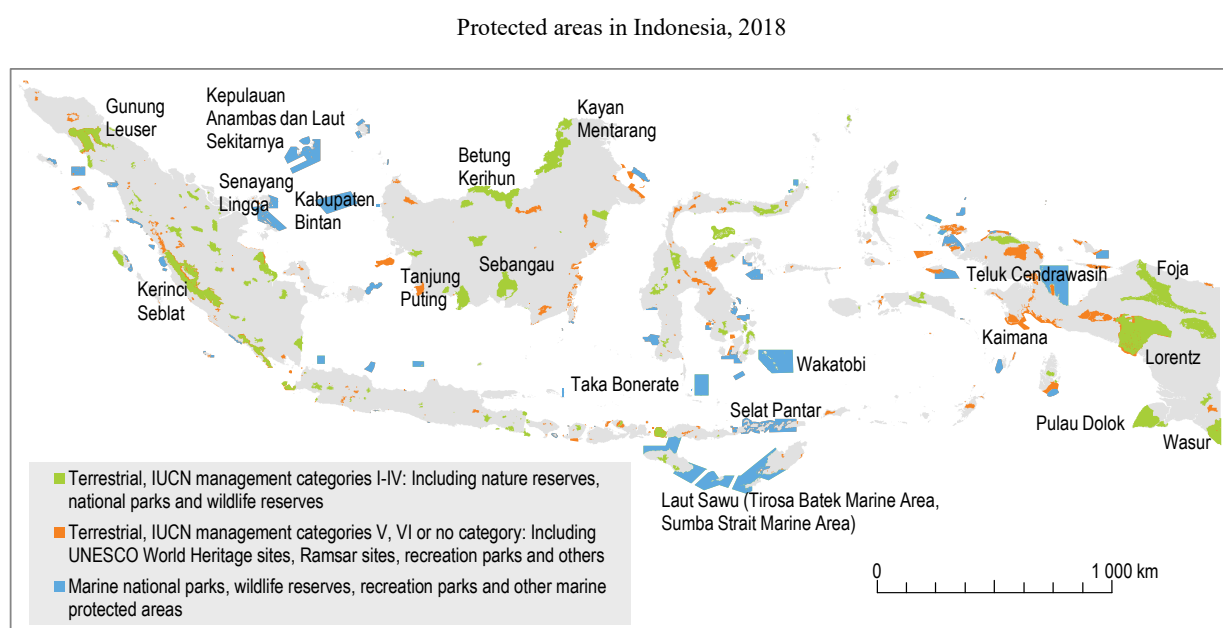 Protected areas in Indonesia, 2018
Gunung
Leuser
Kepulauan
Anambas dan Laut
Sekitarnya
Kayan
Mentarang
Betung
Kerihun
Senayang
Lingga
Kabupaten
Bintan
Kerinci
Seblat
Tanjung
Puting
Sebangau
Teluk Cendrawasih
Foja
Kaimana
Lorentz
Wakatobi
Taka Bonerate
Selat Pantar
Pulau Dolok
Wasur
Laut Sawu (Tirosa Batek Marine Area,
Sumba Strait Marine Area)
Terrestrial, IUCN management categories I-IV: Including nature reserves,
national parks and wildlife reserves
Terrestrial, IUCN management categories V, VI or no category: Including
UNESCO World Heritage sites, Ramsar sites, recreation parks and others
Marine national parks, wildlife reserves, recreation parks and other marine
protected areas
0 1 000 km